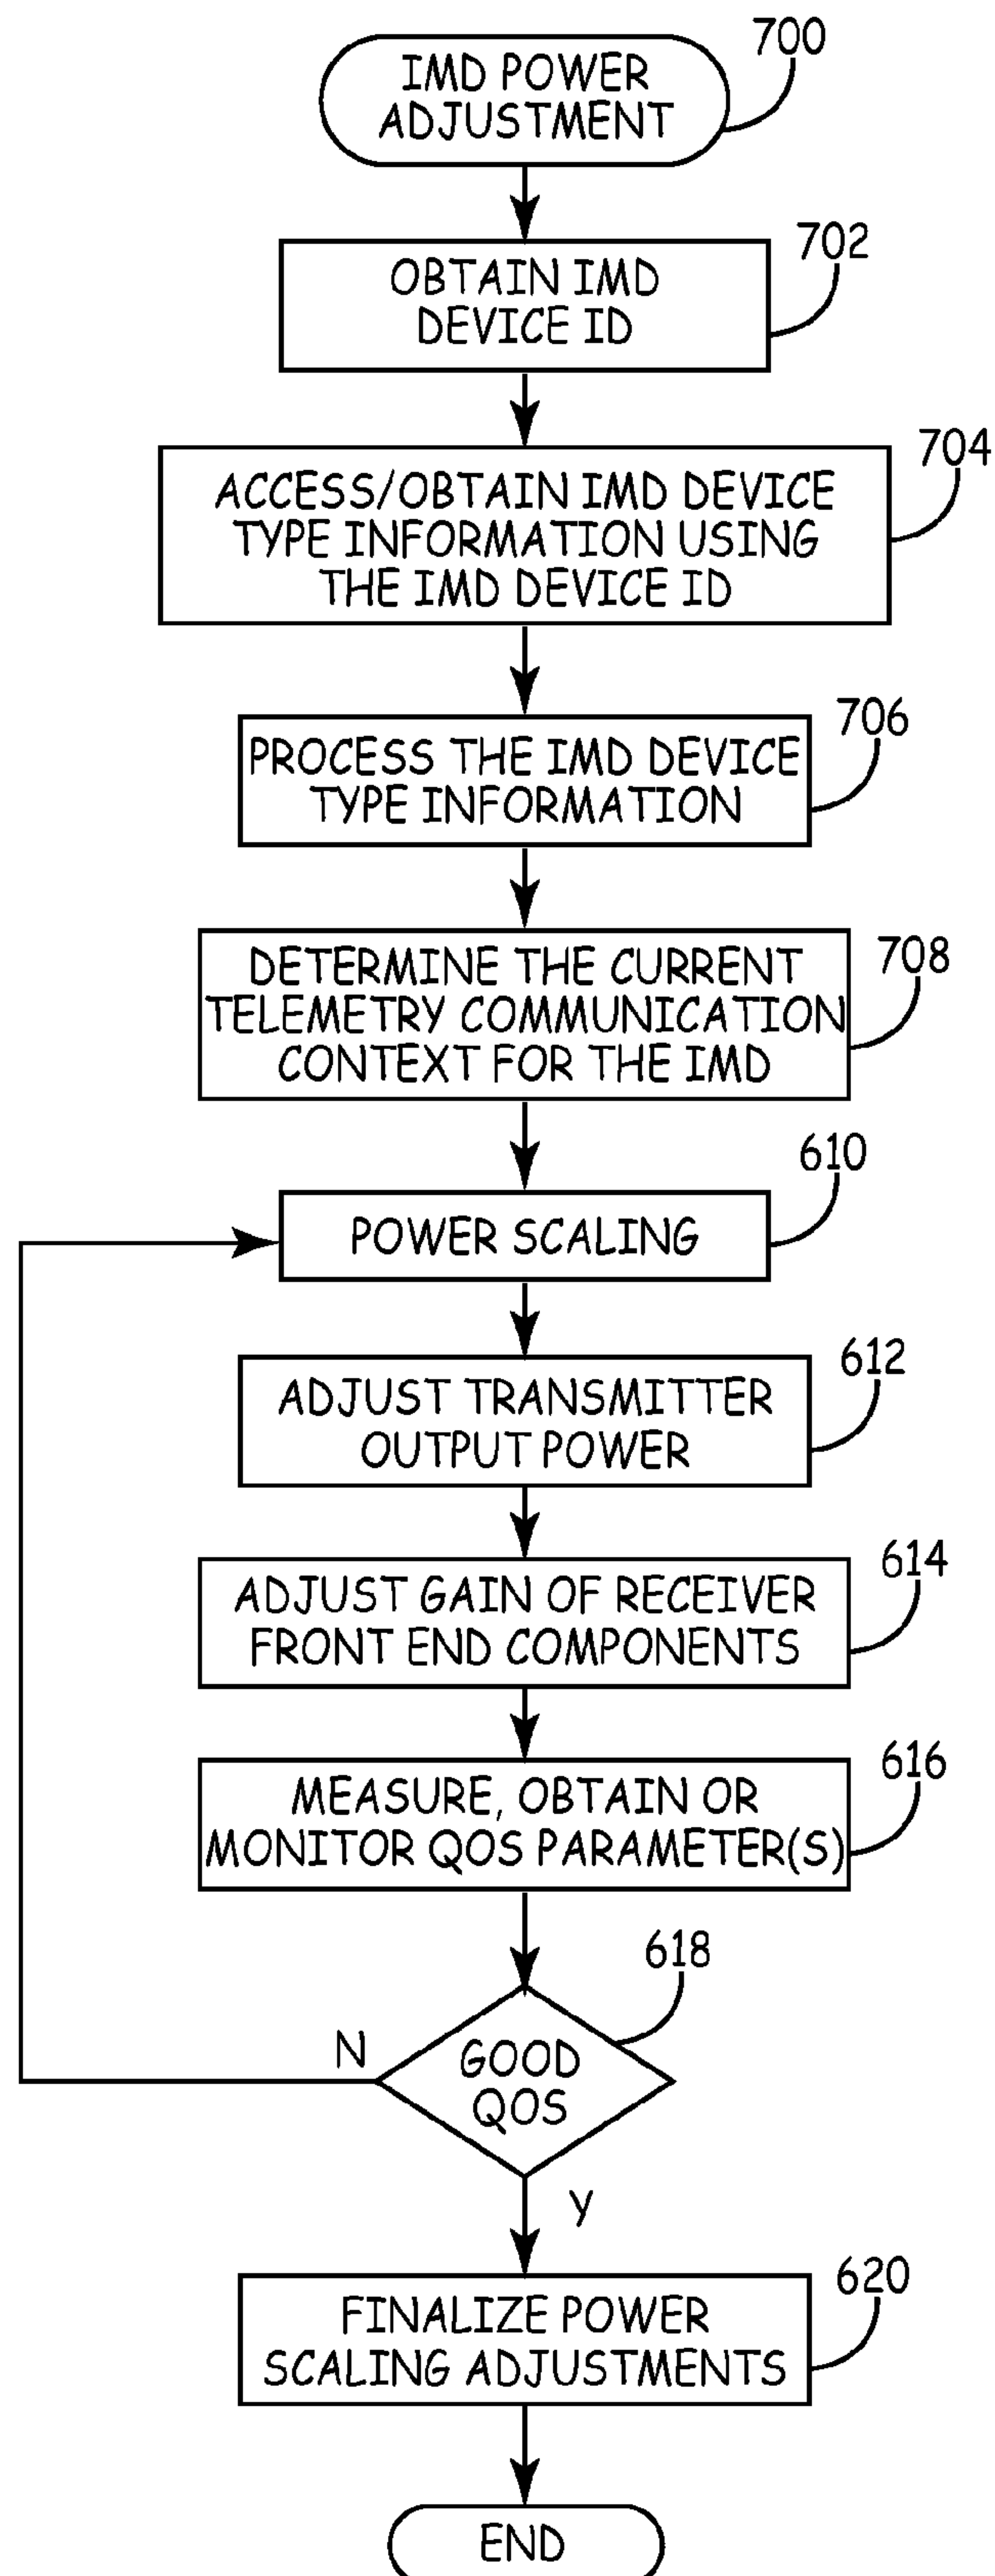 700
IMD POWER
ADJUSTMENT
702
OBTAIN IMD
DEVICE ID
704
ACCESS/OBTAIN IMD DEVICE
TYPE INFORMATION USING
THE IMD DEVICE ID
706
PROCESS THE IMD DEVICE
TYPE INFORMATION
708
DETERMINE THE CURRENT
TELEMETRY COMMUNICATION
CONTEXT FOR THE IMD
610
POWER SCALING
612
ADJUST TRANSMITTER
OUTPUT POWER
614
ADJUST GAIN OF RECEIVER
FRONT END COMPONENTS
616
MEASURE, OBTAIN OR
MONITOR QOS PARAMETER(S)
618
N
GOOD
QOS
Y
620
FINALIZE POWER
SCALING ADJUSTMENTS
END